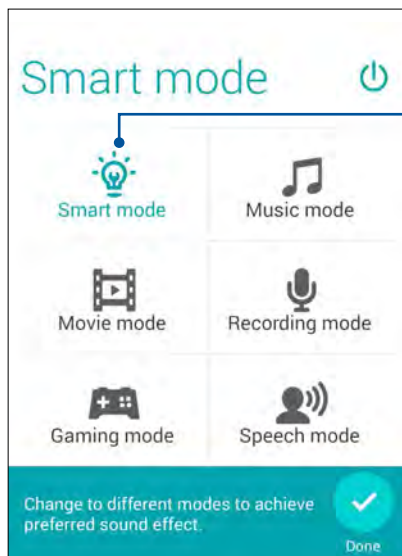 Smart mode
Smart mode
Music mode
Movie mode
Recording mode
Gaming mode
Speech mode
Change to different modes to achieve
preferred sound effect.
Done